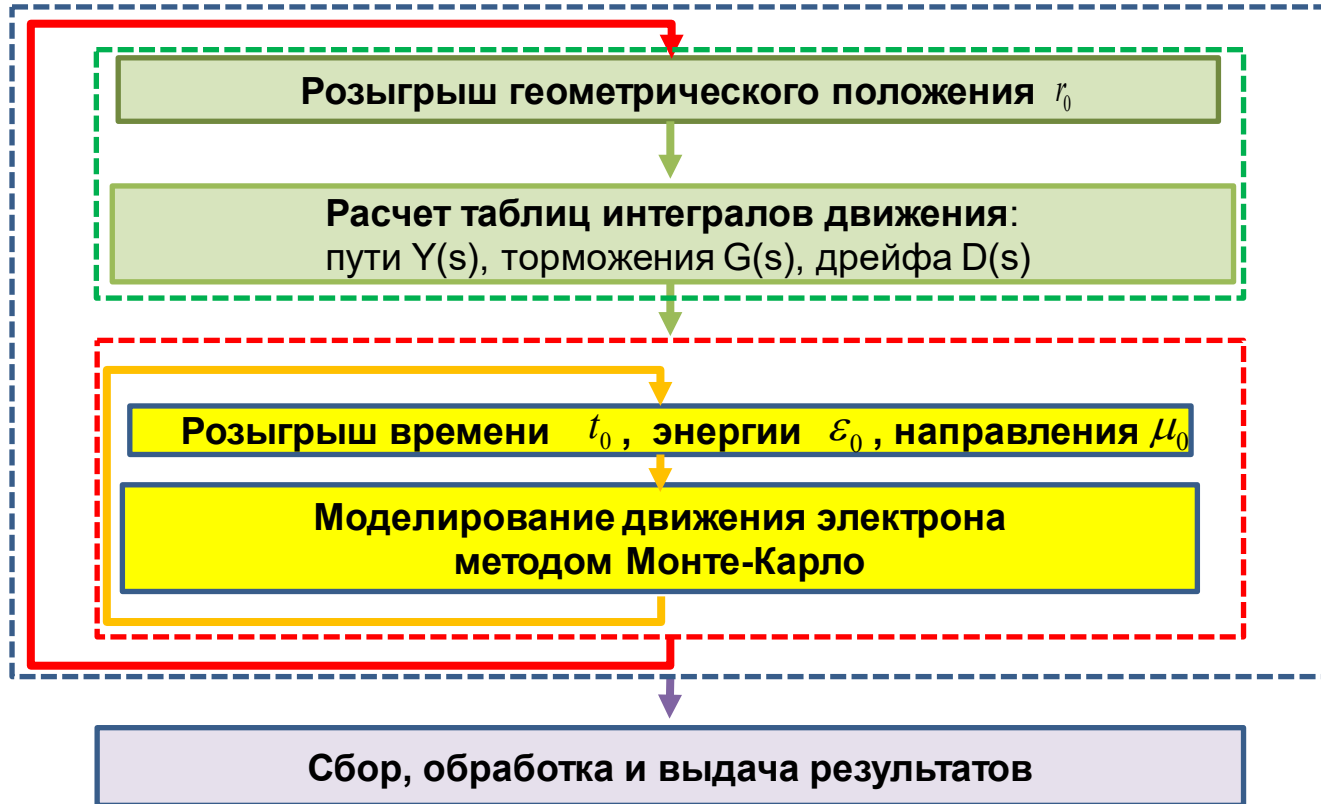 Розыгрыш геометрического положения r₀
Расчет таблиц интегралов движения:
пути Y(s), торможения G(s), дрейфа D(s)
Розыгрыш времени t₀ , энергии ε₀ , направления μ₀
Моделирование движения электрона
методом Монте-Карло
Сбор, обработка и выдача результатов